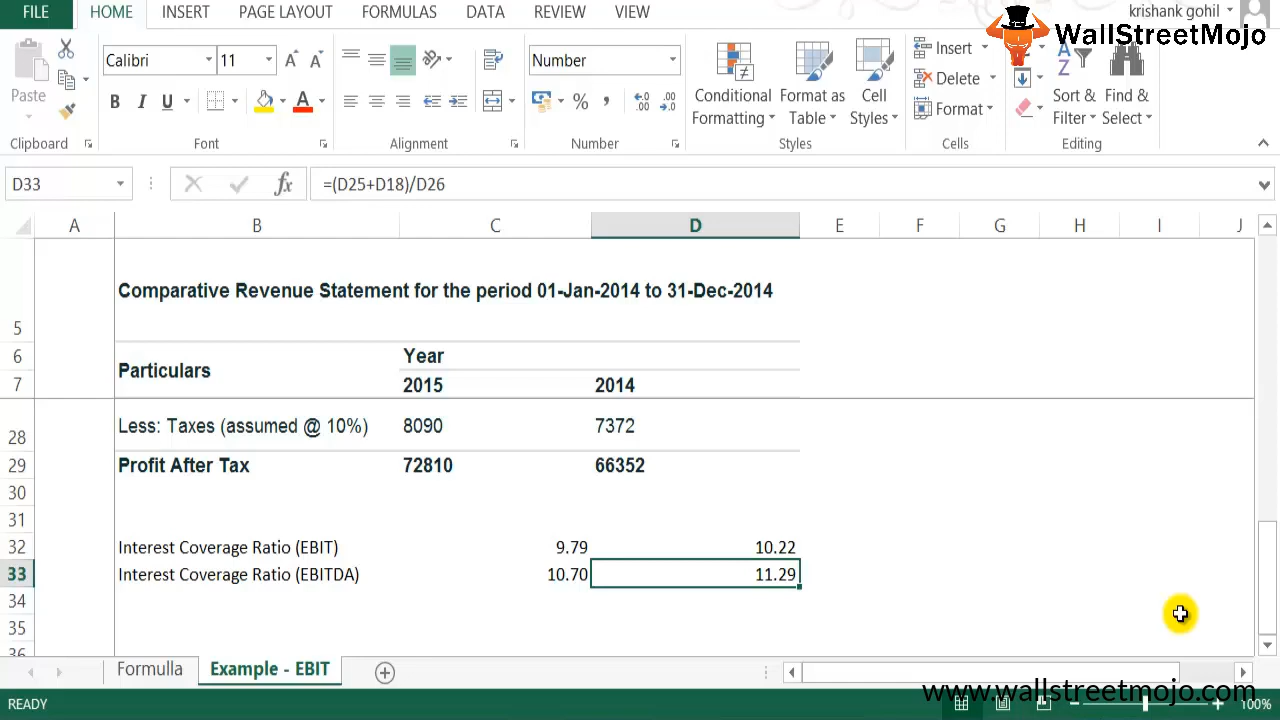 FILE HOME INSERT PAGE LAYOUT FORMULAS DATA REVIEW VIEW krishank gohil
WallStreetMojo
Paste
Calibri 11
B I U A
Number
%
Conditional Formatting
Format as Table
Cell Styles
Insert
Delete
Format
A
Z
Sort & Filter
Find & Select
Clipboard Font Alignment Number Styles Cells Editing
D33 fx =(D25+D18)/D26
A B C D E F G H I J
5 Comparative Revenue Statement for the period 01-Jan-2014 to 31-Dec-2014
6 Particulars Year
7 2015 2014
28 Less: Taxes (assumed @ 10%) 8090 7372
29 Profit After Tax 72810 66352
30
31
32 Interest Coverage Ratio (EBIT) 9.79 10.22
33 Interest Coverage Ratio (EBITDA) 10.70 11.29
34
35
36
Formulla Example - EBIT
www.wallstreetmojo.com
READY 100%